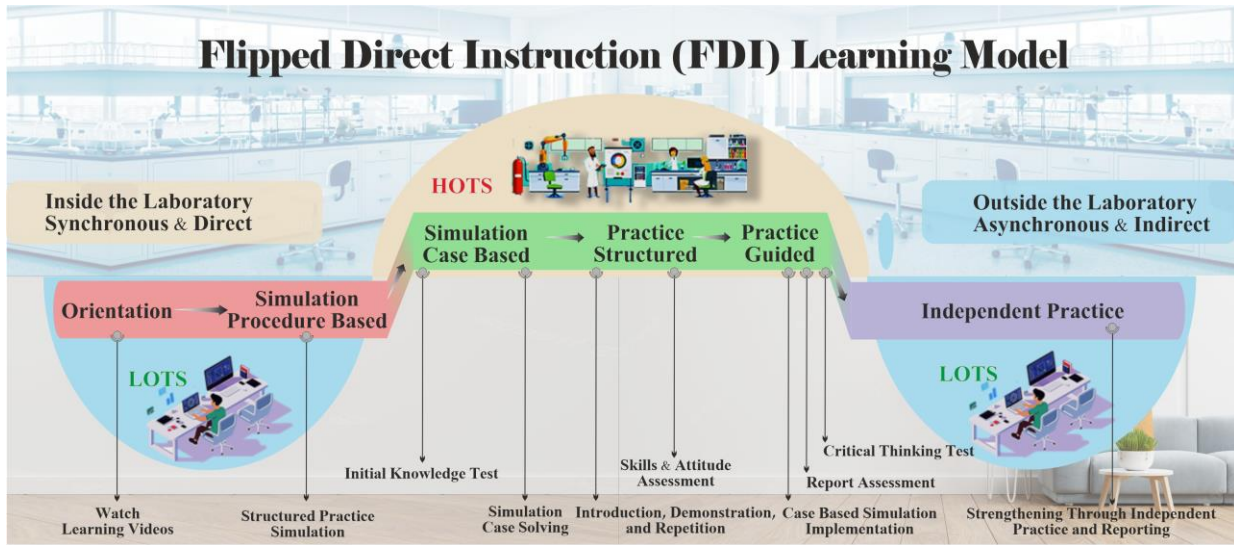 Flipped Direct Instruction (FDI) Learning Model
Inside the Laboratory
Synchronous & Direct
HOTS
Outside the Laboratory
Asynchronous & Indirect
Simulation
Case Based
Practice
Structured
Practice
Guided
Orientation
Simulation
Procedure Based
Independent Practice
LOTS
LOTS
Initial Knowledge Test
Skills & Attitude
Assessment
Critical Thinking Test
Report Assessment
Watch
Learning Videos
Structured Practice
Simulation
Simulation
Case Solving
Introduction, Demonstration,
and Repetition
Case Based Simulation
Implementation
Strengthening Through Independent
Practice and Reporting